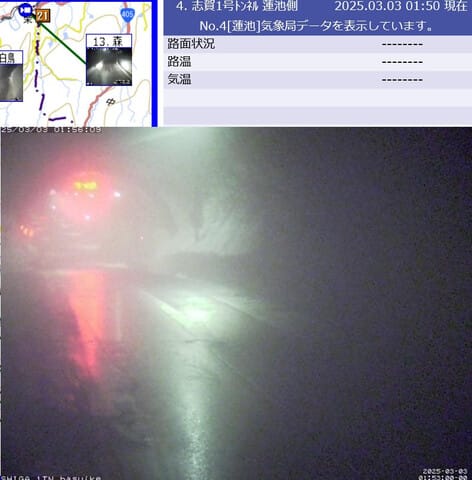 4. 志賀1号ﾄﾝﾈﾙ 蓮池側 2025.03.03 01:50 現在
No.4[蓮池]気象局データを表示しています。
路面状況 --------
路温 --------
気温 --------
405
21
13.森
白鳥
25/03/03 01:56:09
2025-03-03
01:53:00-00
SHIGA 1TN hasuike